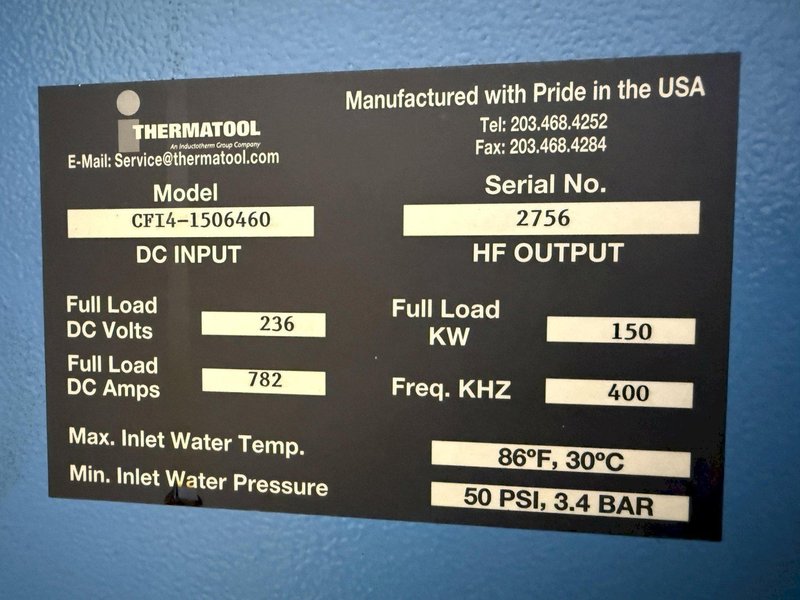 THERMATOOL
An Inductotherm Group Company
E-Mail: Service@thermatool.com
Manufactured with Pride in the USA
Tel: 203.468.4252
Fax: 203.468.4284
Model
CFI4-1506460
DC INPUT
Serial No.
2756
HF OUTPUT
Full Load
DC Volts
236
Full Load
KW
150
Full Load
DC Amps
782
Freq. KHZ
400
Max. Inlet Water Temp.
86ºF, 30ºC
Min. Inlet Water Pressure
50 PSI, 3.4 BAR